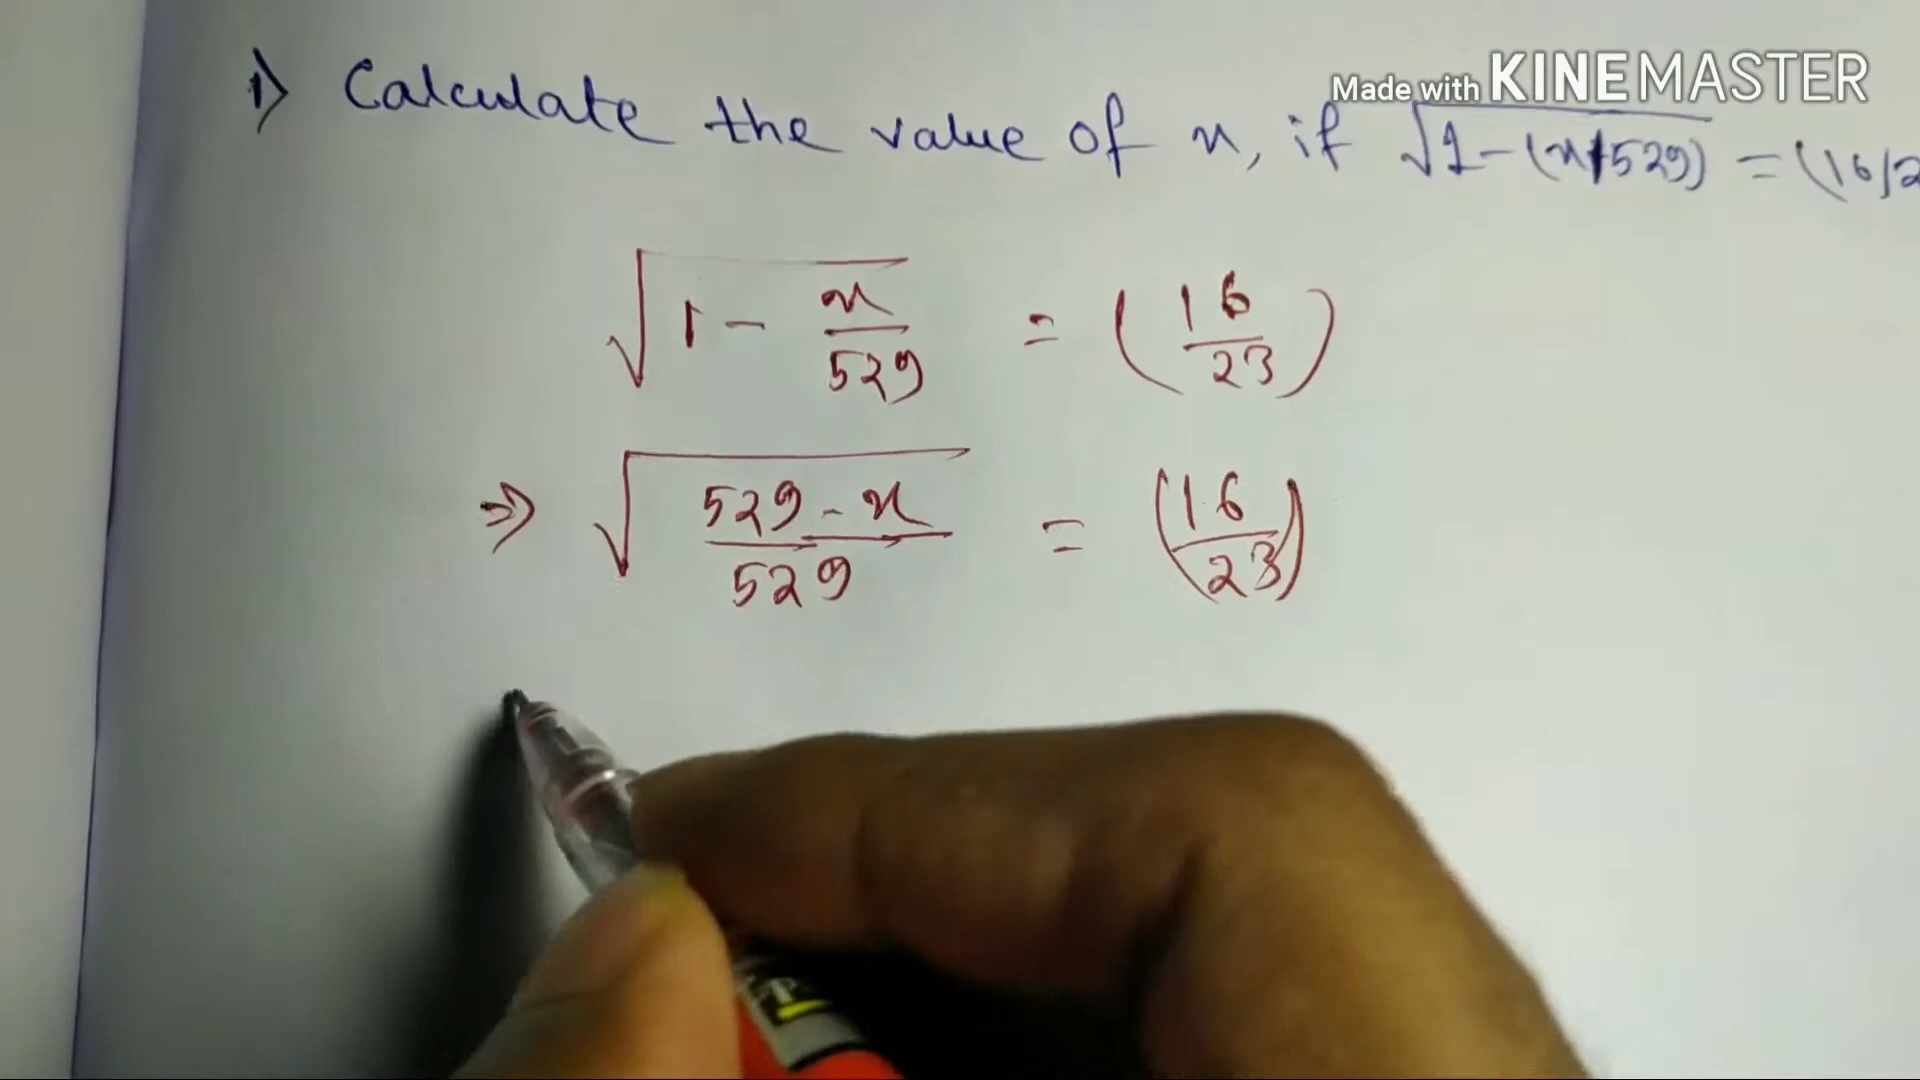 Made with KINEMASTER
1) Calculate the value of x, if √1-(x/529) = (16/2
√1 - x/529 = (16/23)
⇒ √529-x/529 = (16/23)